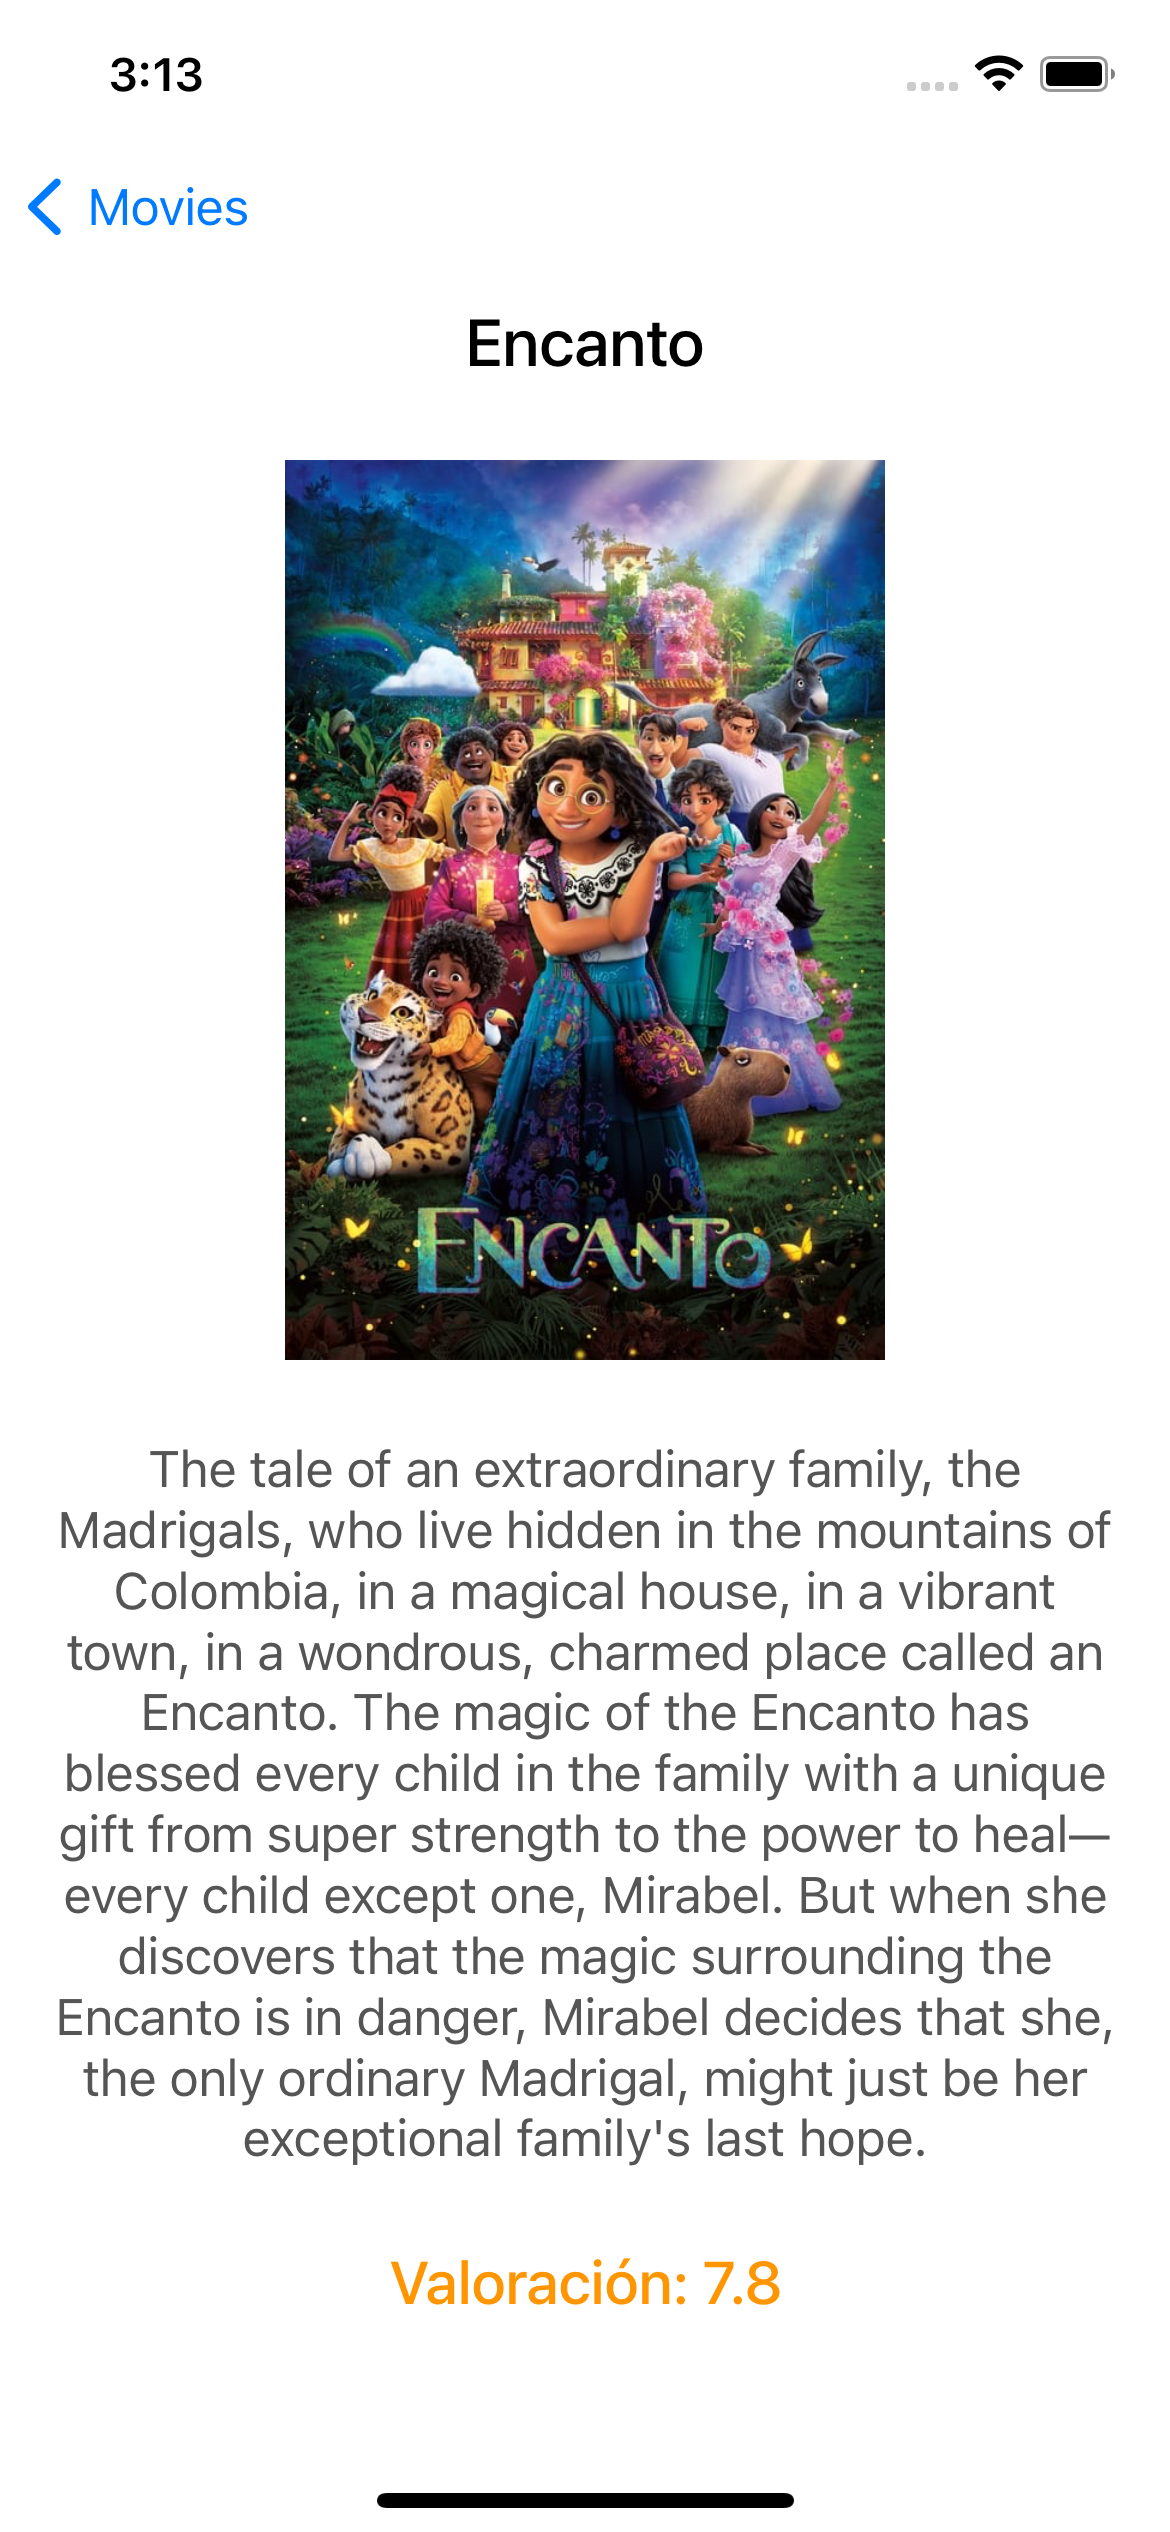 3:13
Movies
Encanto
ENCANTO
The tale of an extraordinary family, the
Madrigals, who live hidden in the mountains of
Colombia, in a magical house, in a vibrant
town, in a wondrous, charmed place called an
Encanto. The magic of the Encanto has
blessed every child in the family with a unique
gift from super strength to the power to heal—
every child except one, Mirabel. But when she
discovers that the magic surrounding the
Encanto is in danger, Mirabel decides that she,
the only ordinary Madrigal, might just be her
exceptional family's last hope.
Valoración: 7.8